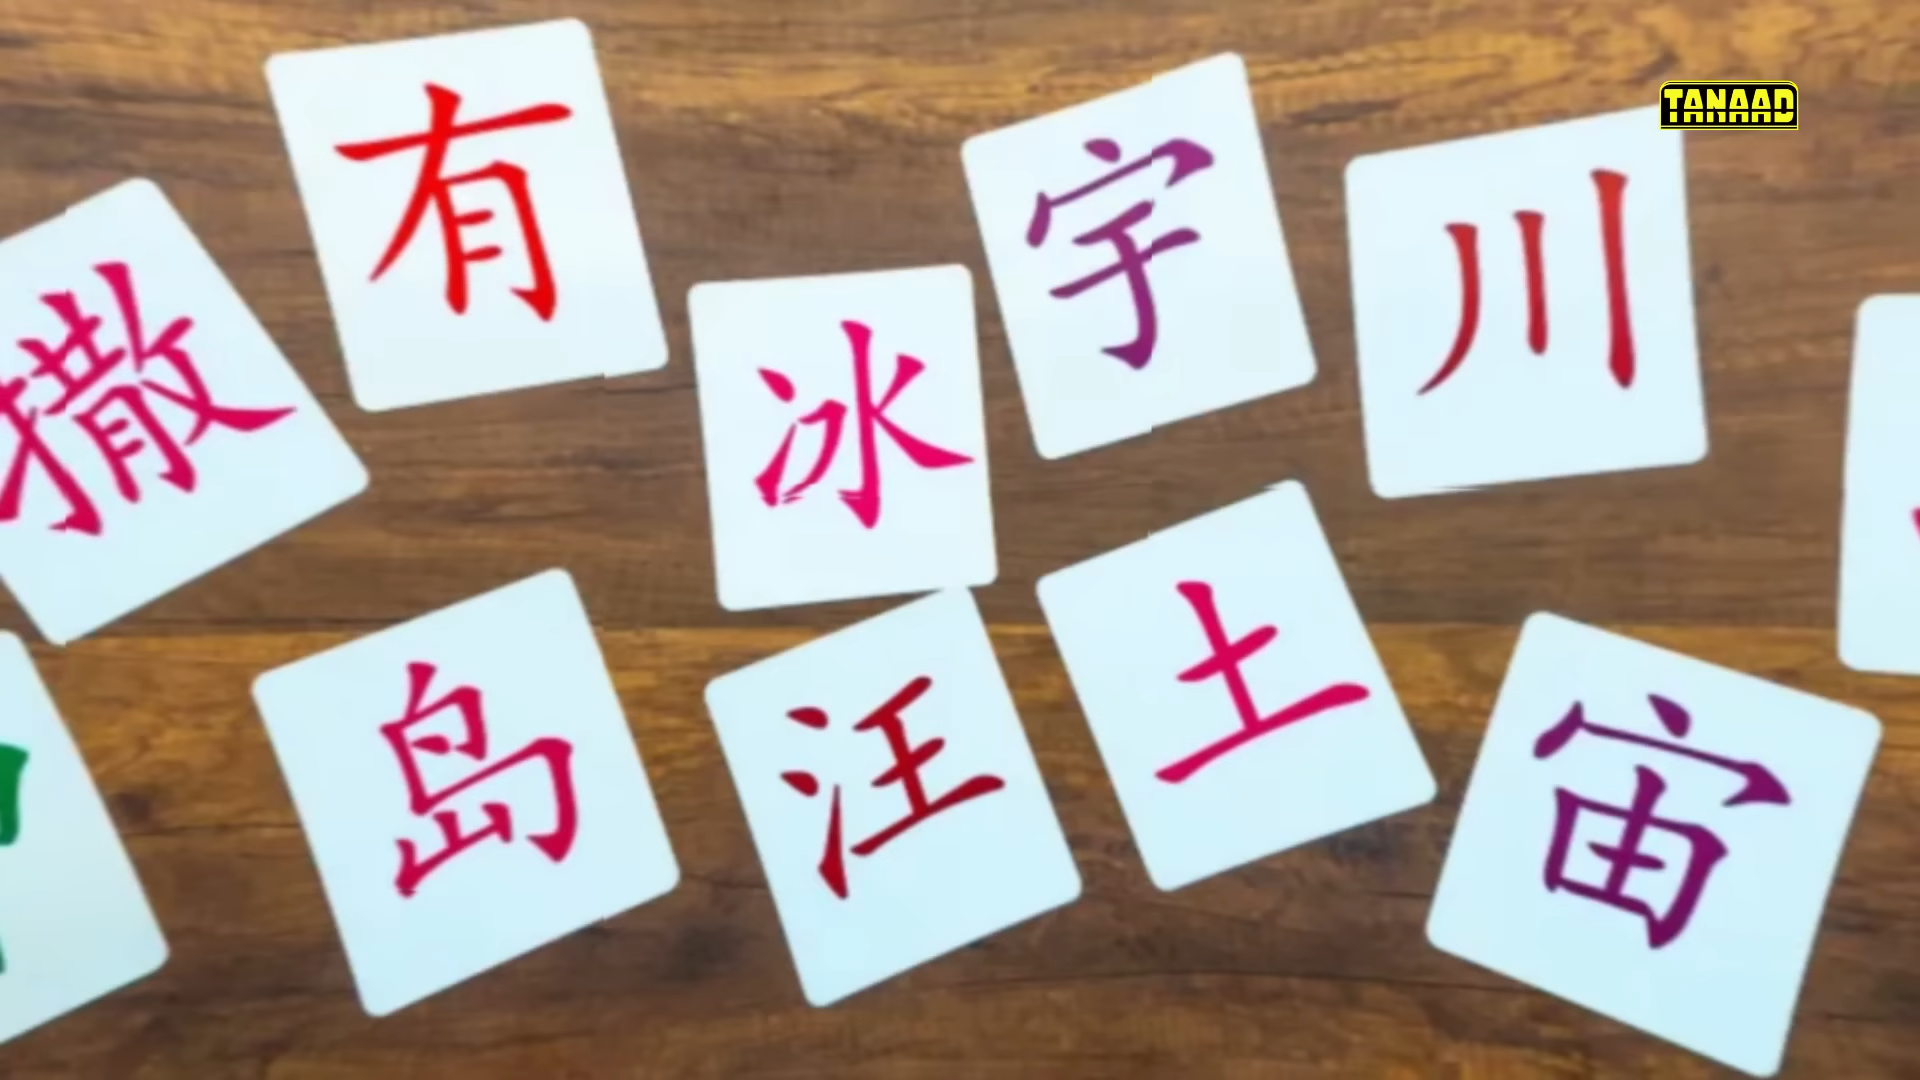 TANAAD
撒 有 冰 宇 川
岛 汪 土 宙